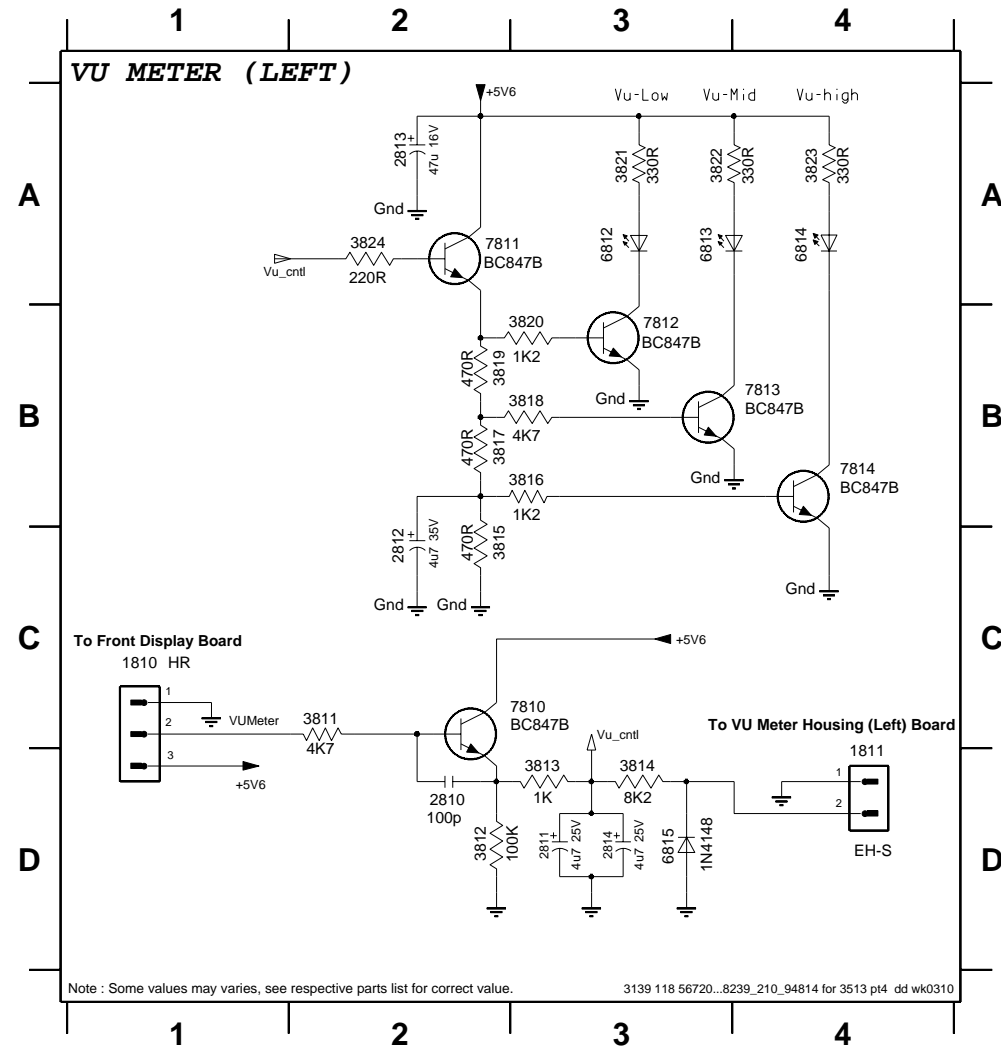 1 2 3 4
VU METER (LEFT)
+5V6
Vu-Low Vu-Mid Vu-high
2813 + 47u 16V
3821 330R
3822 330R
3823 330R
A A
Gnd
3824
220R
Vu_cntl
7811
BC847B
6812
6813
6814
3820
1K2
7812
BC847B
470R 3819
Gnd
3818
4K7
7813
BC847B
B B
470R 3817
Gnd
3816
1K2
7814
BC847B
2812 + 4u7 35V
470R 3815
Gnd
Gnd Gnd
C C
To Front Display Board
1810 HR
+5V6
1
2
3
VUMeter
+5V6
3811
4K7
7810
BC847B
Vu_cntl
To VU Meter Housing (Left) Board
1811
1
2
EH-S
2810
100p
3813
1K
3814
8K2
3812 100K
2811 + 4u7 25V
2814 + 4u7 25V
6815 1N4148
D D
Note : Some values may varies, see respective parts list for correct value.
3139 118 56720...8239_210_94814 for 3513 pt4 dd wk0310
1 2 3 4